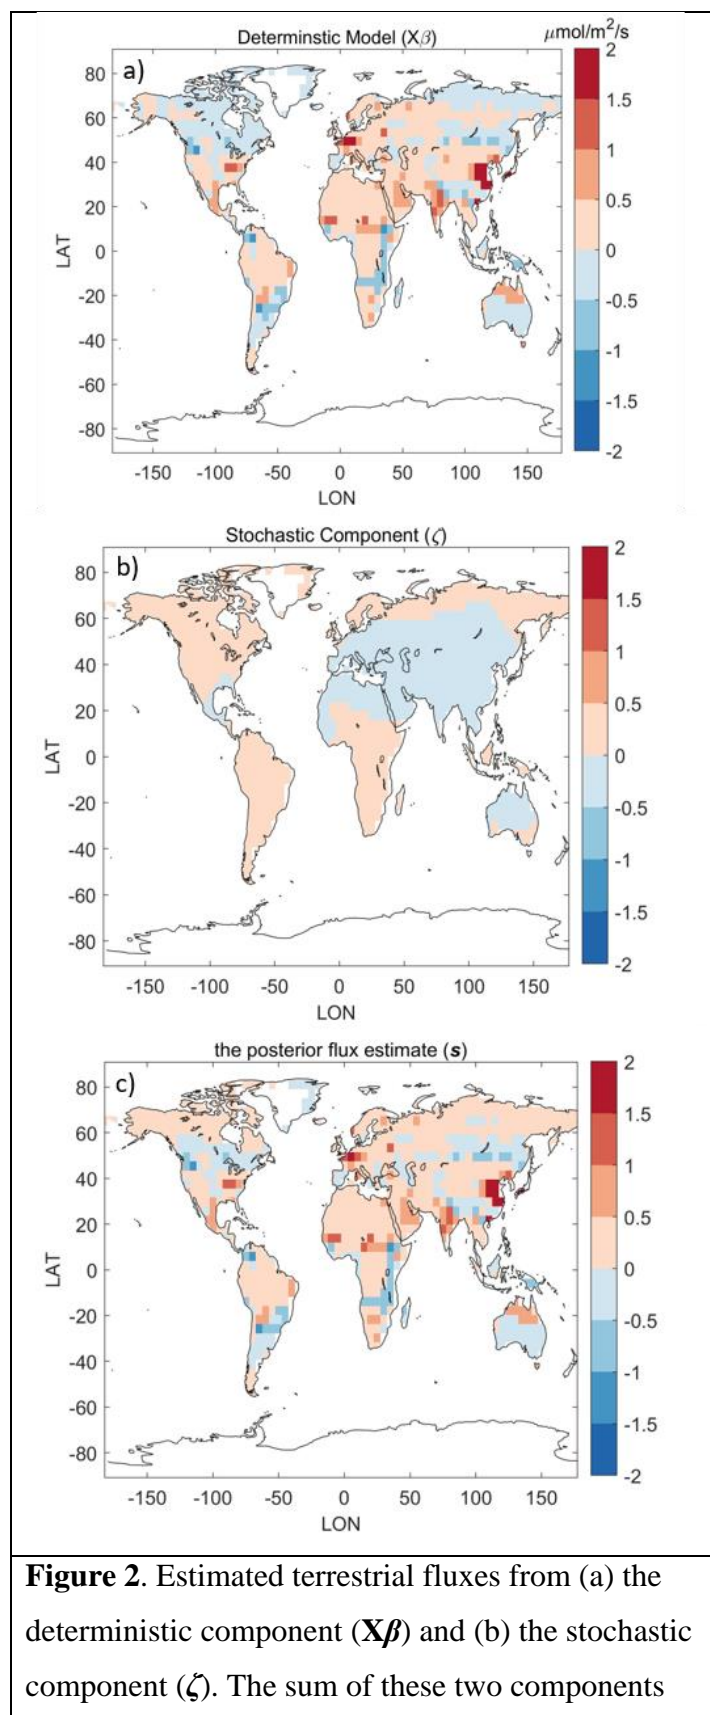 Determinstic Model (Xβ)
μmol/m²/s
a)
2
1.5
1
0.5
0
-0.5
-1
-1.5
-2
80
60
40
20
0
-20
-40
-60
-80
LAT
-150 -100 -50 0 50 100 150
LON
Stochastic Component (ζ)
b)
2
1.5
1
0.5
0
-0.5
-1
-1.5
-2
80
60
40
20
0
-20
-40
-60
-80
LAT
-150 -100 -50 0 50 100 150
LON
the posterior flux estimate (s)
c)
2
1.5
1
0.5
0
-0.5
-1
-1.5
-2
80
60
40
20
0
-20
-40
-60
-80
LAT
-150 -100 -50 0 50 100 150
LON
Figure 2. Estimated terrestrial fluxes from (a) the
deterministic component (Xβ) and (b) the stochastic
component (ζ). The sum of these two components